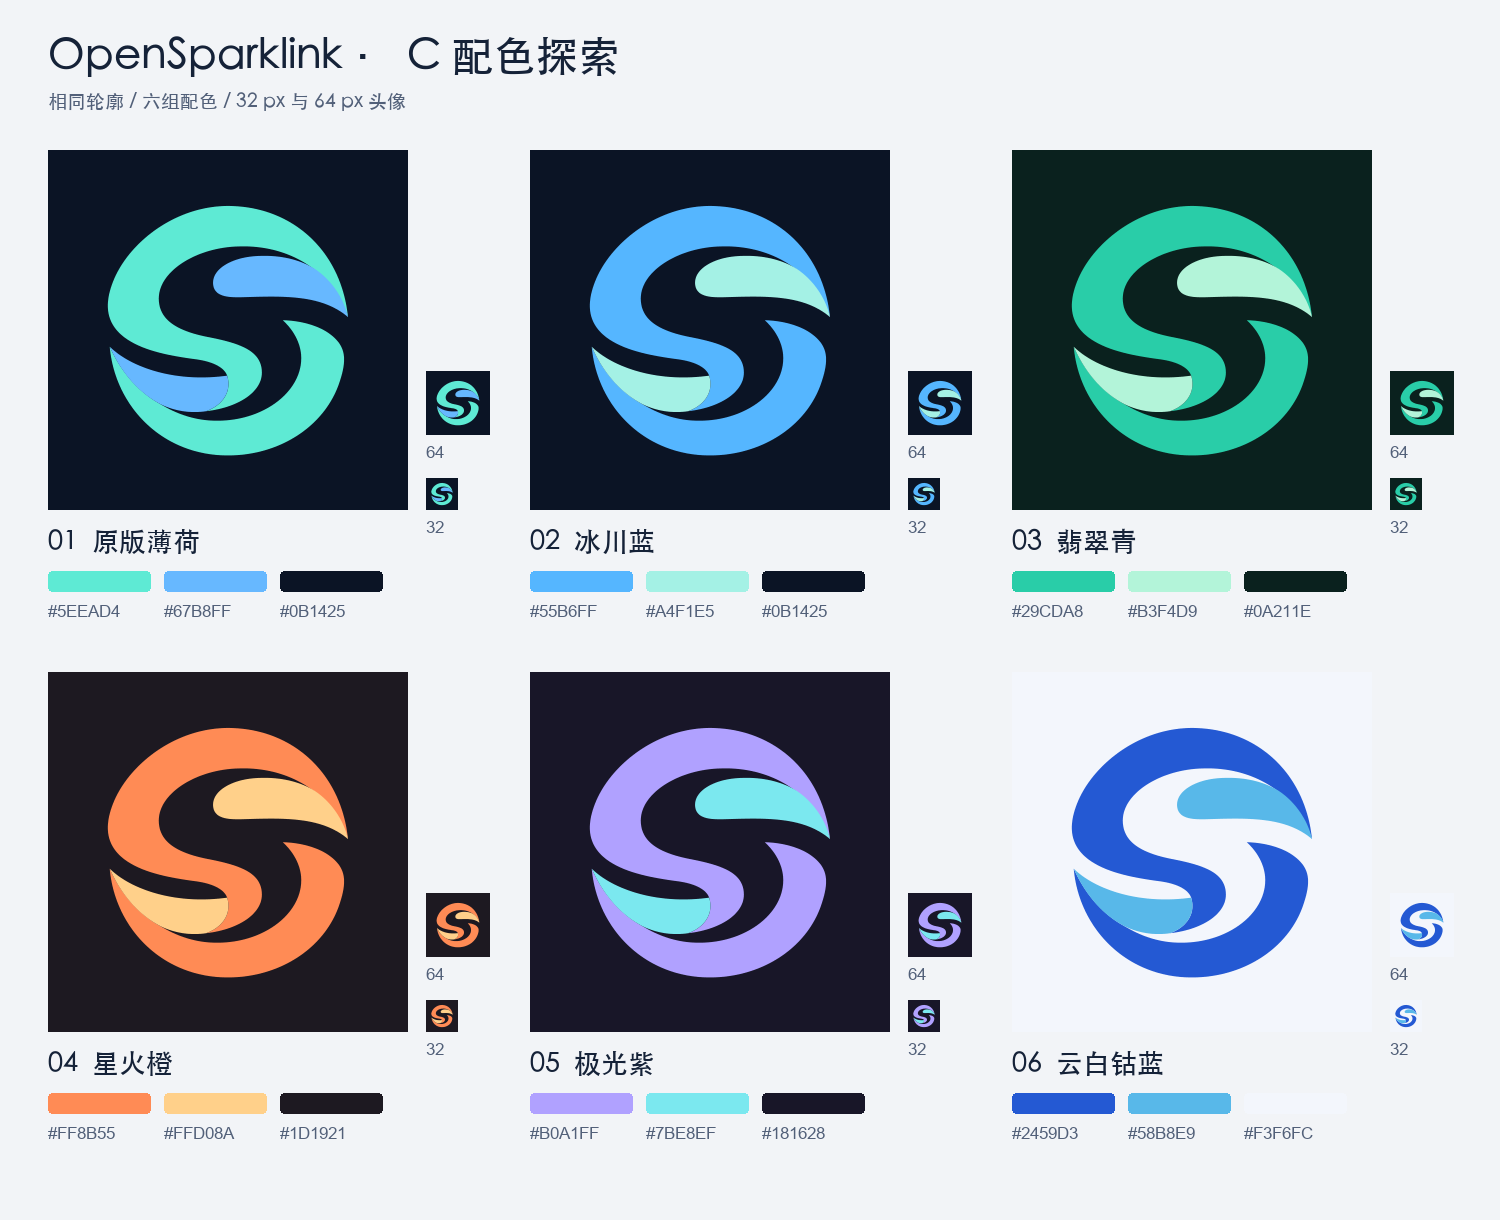 OpenSparklink · C 配色探索
相同轮廓 / 六组配色 / 32 px 与 64 px 头像
64
32
01 原版薄荷
#5EEAD4 #67B8FF #0B1425
64
32
02 冰川蓝
#55B6FF #A4F1E5 #0B1425
64
32
03 翡翠青
#29CDA8 #B3F4D9 #0A211E
64
32
04 星火橙
#FF8B55 #FFD08A #1D1921
64
32
05 极光紫
#B0A1FF #7BE8EF #181628
64
32
06 云白钴蓝
#2459D3 #58B8E9 #F3F6FC